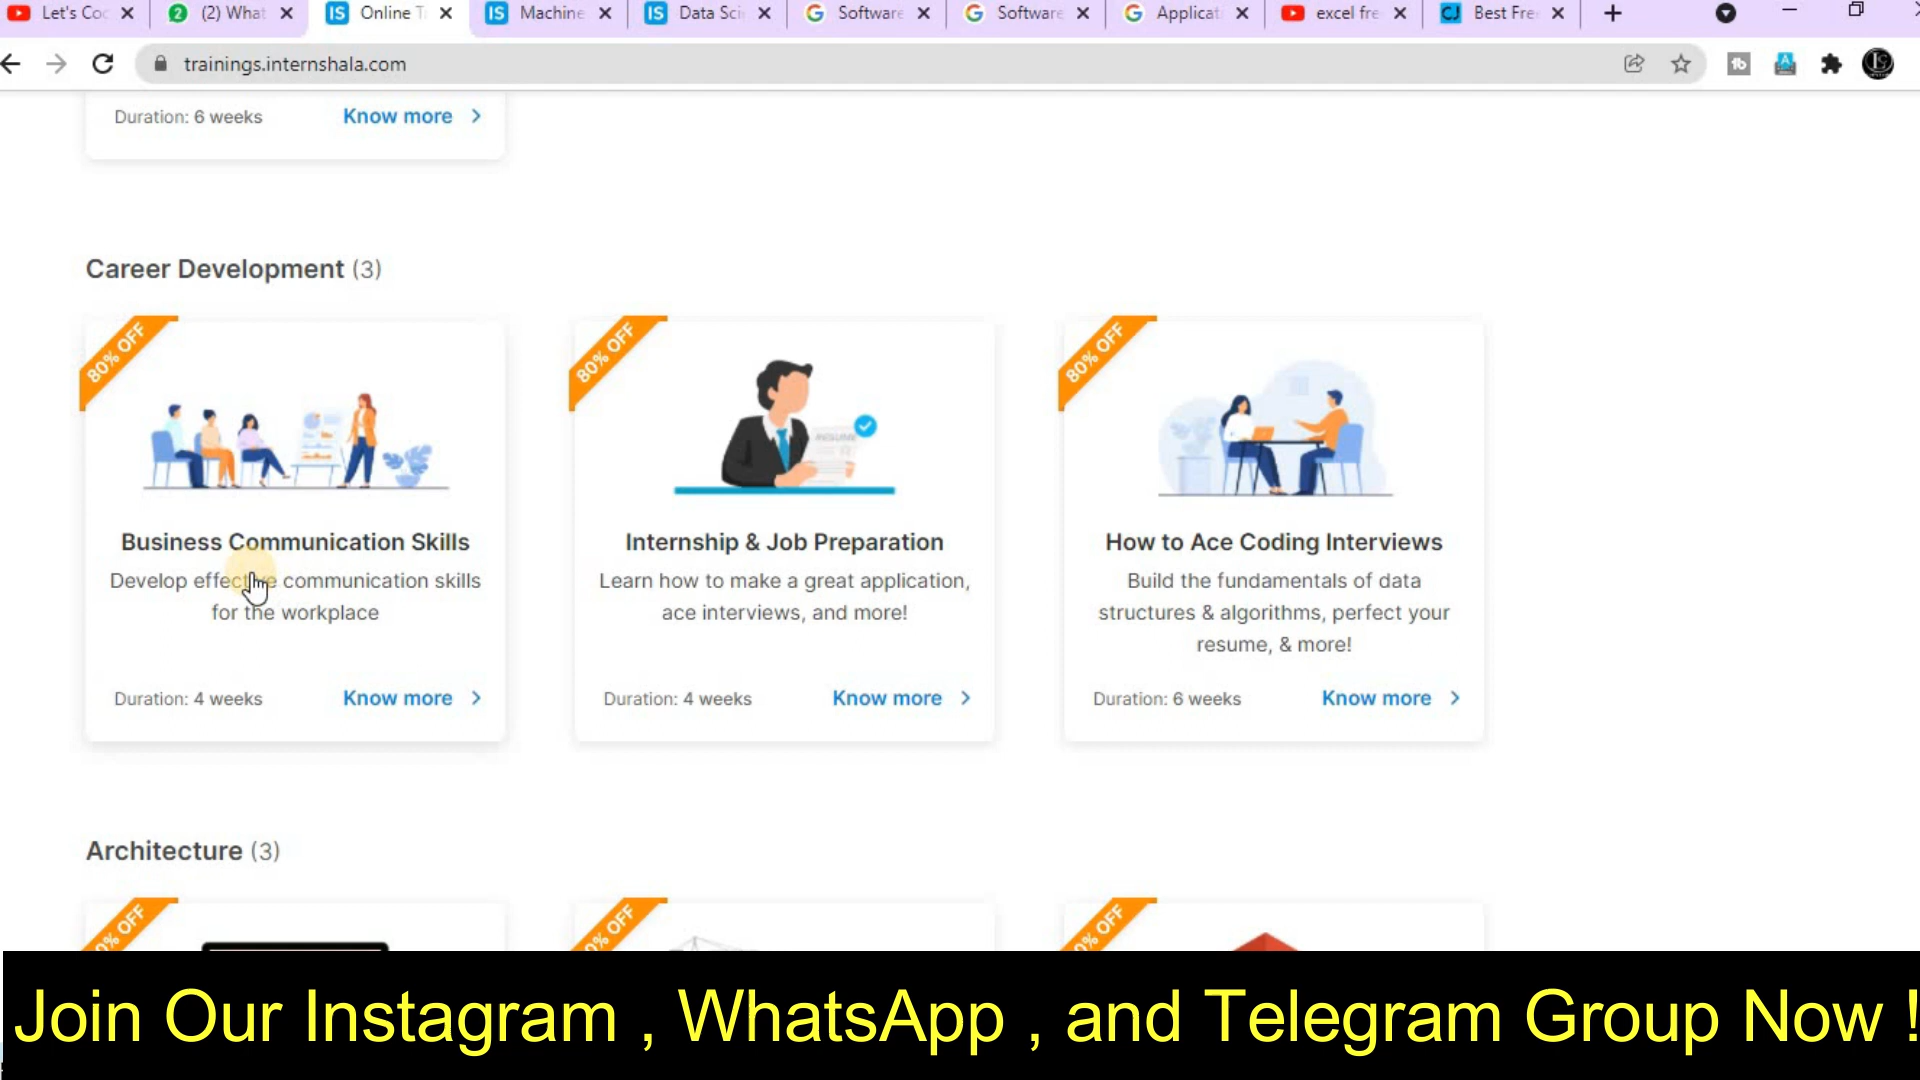 Let's Co
(2) What
Online T
Machine
Data Sci
Software
Software
Applicat
excel fre
Best Fre
trainings.internshala.com
Duration: 6 weeks
Know more
Career Development (3)
80% OFF
80% OFF
80% OFF
RESUME
Business Communication Skills
Develop effective communication skills
for the workplace
Duration: 4 weeks
Know more
Internship & Job Preparation
Learn how to make a great application,
ace interviews, and more!
Duration: 4 weeks
Know more
How to Ace Coding Interviews
Build the fundamentals of data
structures & algorithms, perfect your
resume, & more!
Duration: 6 weeks
Know more
Architecture (3)
% OFF
% OFF
% OFF
Join Our Instagram , WhatsApp , and Telegram Group Now !